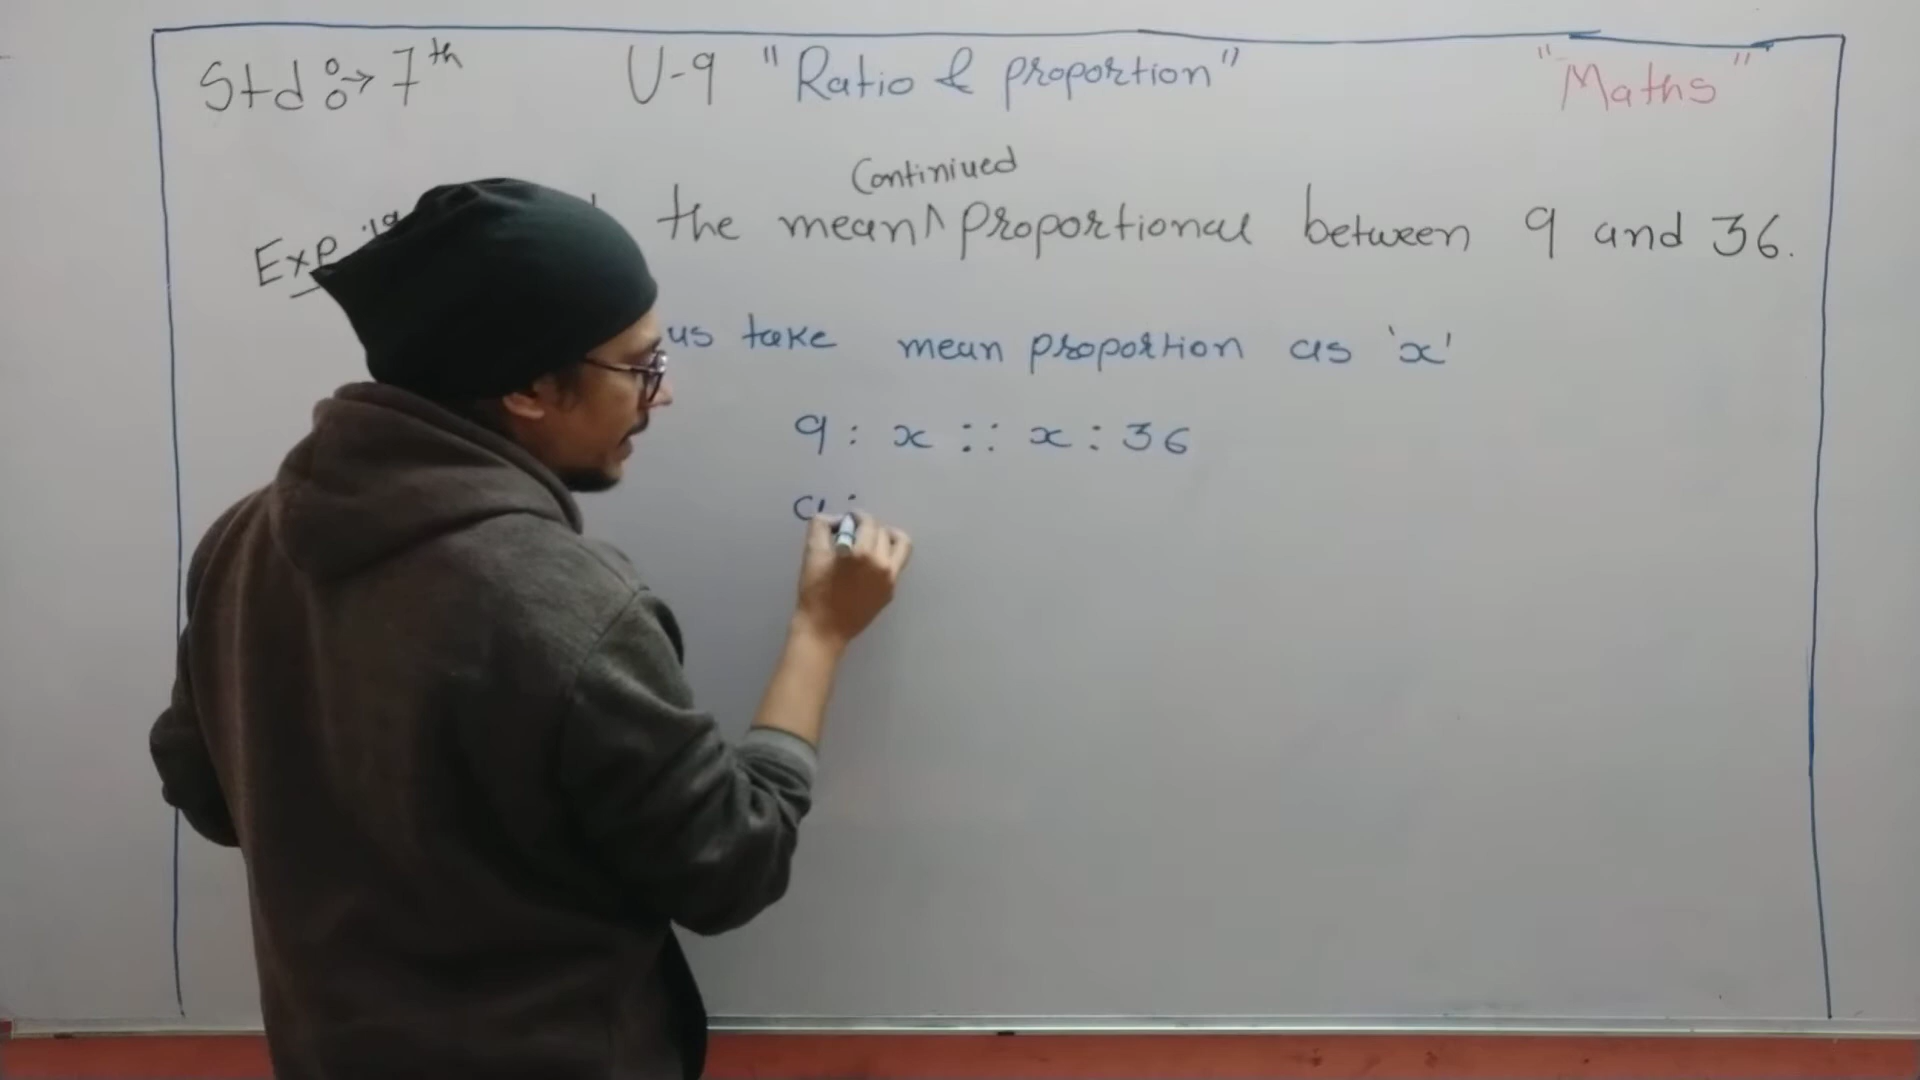 Std : → 7th U-9 "Ratio & proportion" "Maths"
Continiued
Exp the mean ∧ proportional between 9 and 36.
us take mean proportion as 'x'
9 : x :: x : 36